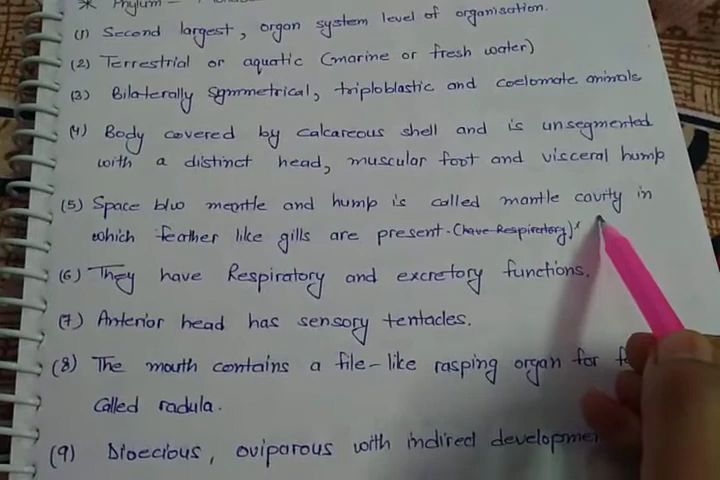 * Phylum -
(1) Second largest, organ system level of organisation.
(2) Terrestrial or aquatic (marine or fresh water)
(3) Bilaterally symmetrical, triploblastic and coelomate animals
(4) Body covered by calcareous shell and is unsegmented
with a distinct head, muscular foot and visceral hump
(5) Space b/w mantle and hump is called mantle cavity in
which feather like gills are present. (have Respiratory)
(6) They have Respiratory and excretory functions.
(7) Anterior head has sensory tentacles.
(8) The mouth contains a file-like rasping organ for
called radula.
(9) Dioecious, oviparous with indirect